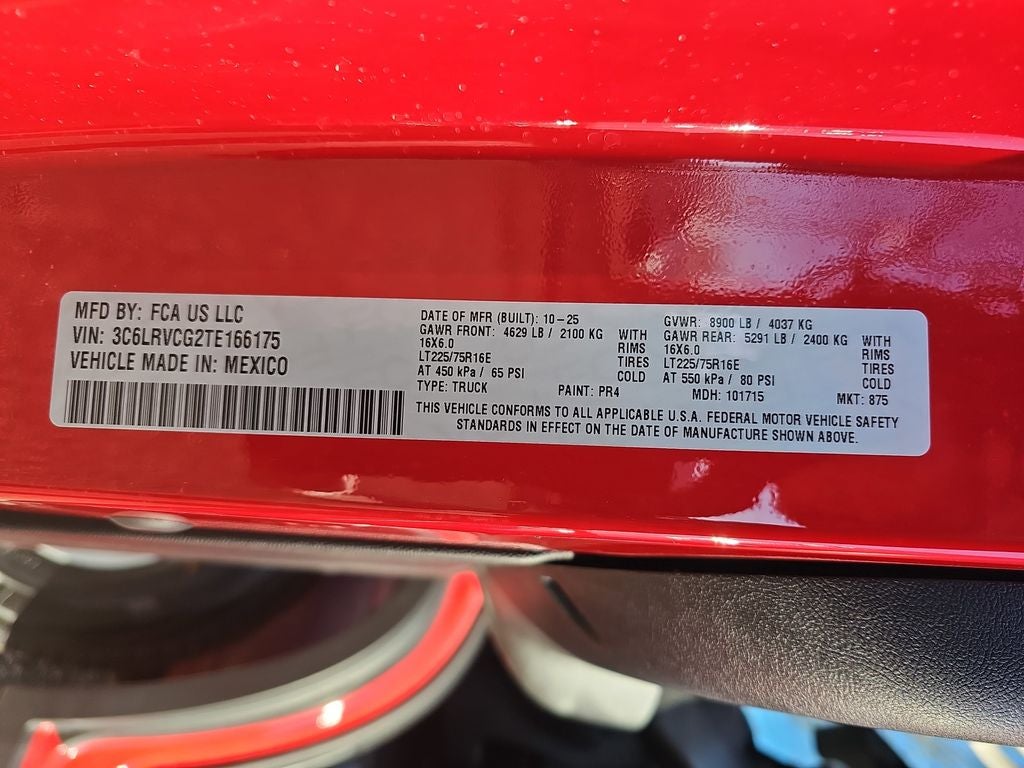 MFD BY: FCA US LLC
VIN: 3C6LRVCG2TE166175
VEHICLE MADE IN: MEXICO
DATE OF MFR (BUILT): 10-25
GAWR FRONT: 4629 LB / 2100 KG WITH
16X6.0 RIMS
LT225/75R16E TIRES
AT 450 kPa / 65 PSI COLD
TYPE: TRUCK PAINT: PR4
GVWR: 8900 LB / 4037 KG
GAWR REAR: 5291 LB / 2400 KG WITH
16X6.0 RIMS
LT225/75R16E TIRES
AT 550 kPa / 80 PSI COLD
MDH: 101715 MKT: 875
THIS VEHICLE CONFORMS TO ALL APPLICABLE U.S.A. FEDERAL MOTOR VEHICLE SAFETY
STANDARDS IN EFFECT ON THE DATE OF MANUFACTURE SHOWN ABOVE.